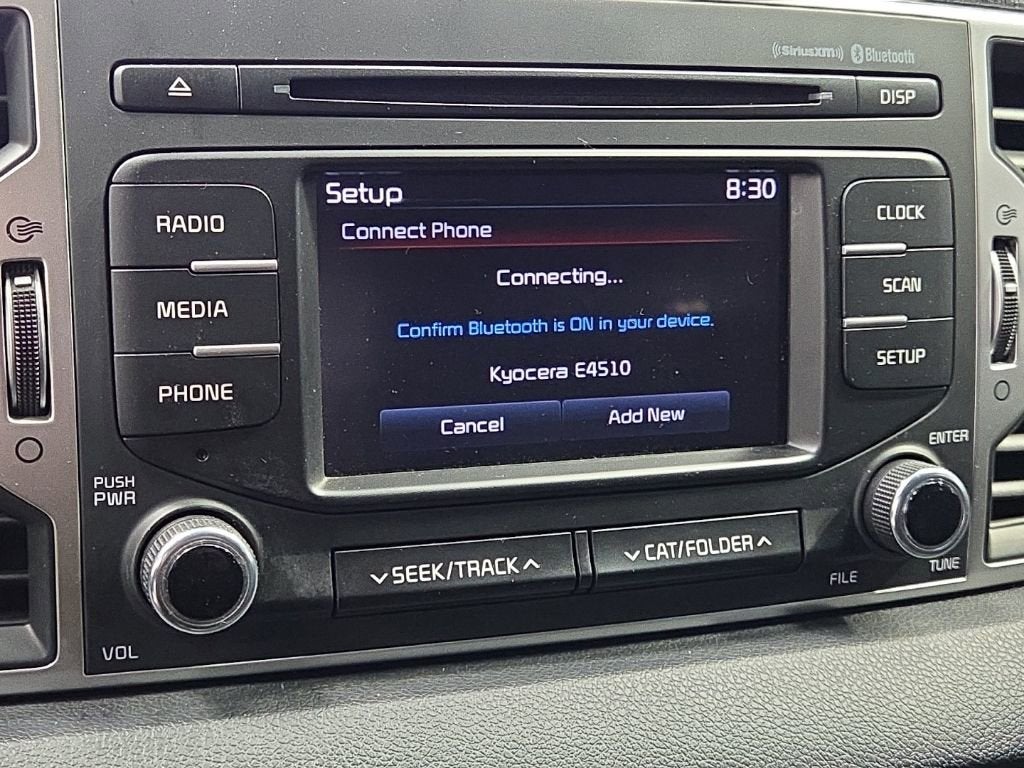 ((SiriusXM)) Bluetooth
DISP
RADIO
MEDIA
PHONE
Setup 8:30
Connect Phone
Connecting...
Confirm Bluetooth is ON in your device.
Kyocera E4510
Cancel Add New
CLOCK
SCAN
SETUP
PUSH
PWR
VOL
SEEK/TRACK
CAT/FOLDER
ENTER
FILE
TUNE